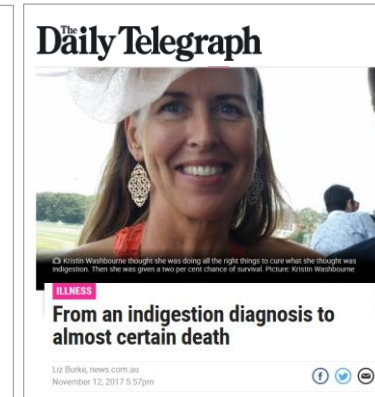 The Daily Telegraph
Kristin Washbourne thought she was doing all the right things to cure what she thought was
indigestion. Then she was given a two per cent chance of survival. Picture: Kristin Washbourne
ILLNESS
From an indigestion diagnosis to
almost certain death
Liz Burke, news.com.au
November 12, 2017 5:57pm
f